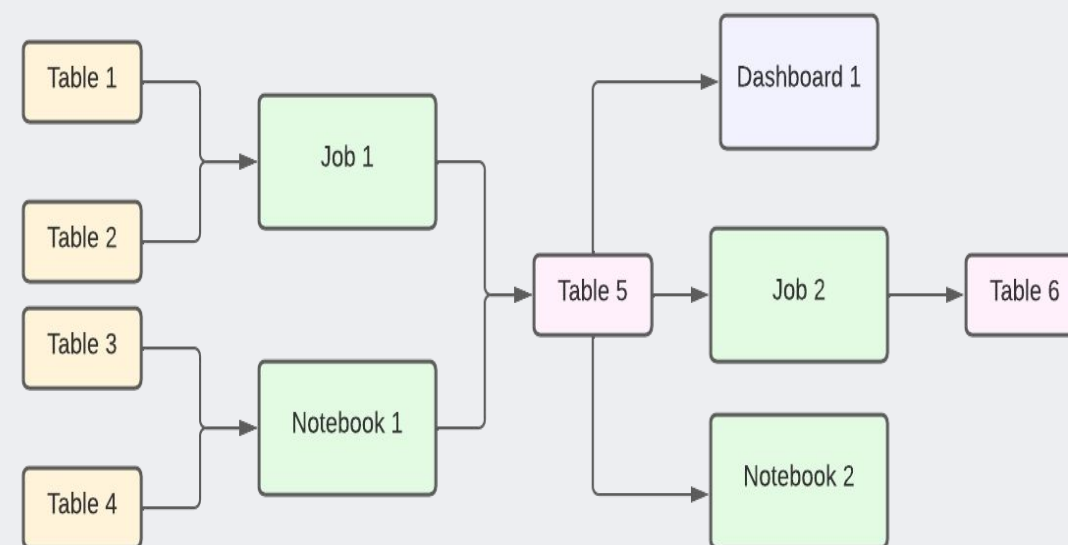 Table 1
Table 2
Table 3
Table 4
Job 1
Notebook 1
Table 5
Dashboard 1
Job 2
Notebook 2
Table 6